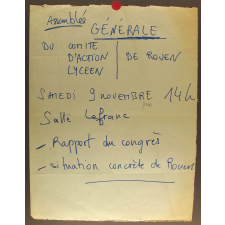 Assemblée
GÉNÉRALE
DU COMITÉ
D'ACTION
LYCEEN
DE ROUEN
SAMEDI 9 NOVEMBRE 14h
Salle Lefranc
- Rapport du congrès
- situation concrète de Rouen